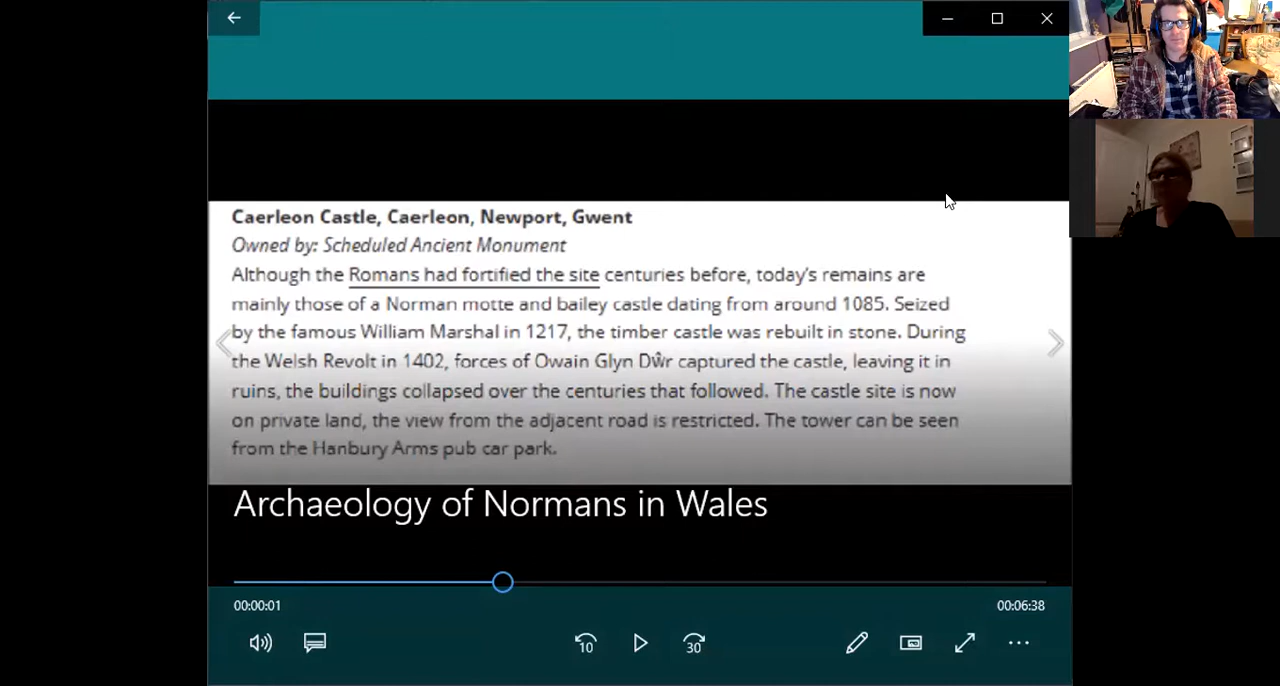 Caerleon Castle, Caerleon, Newport, Gwent
Owned by: Scheduled Ancient Monument
Although the Romans had fortified the site centuries before, today's remains are
mainly those of a Norman motte and bailey castle dating from around 1085. Seized
by the famous William Marshal in 1217, the timber castle was rebuilt in stone. During
the Welsh Revolt in 1402, forces of Owain Glyn Dŵr captured the castle, leaving it in
ruins, the buildings collapsed over the centuries that followed. The castle site is now
on private land, the view from the adjacent road is restricted. The tower can be seen
from the Hanbury Arms pub car park.
Archaeology of Normans in Wales
00:00:01
00:06:38
10
30